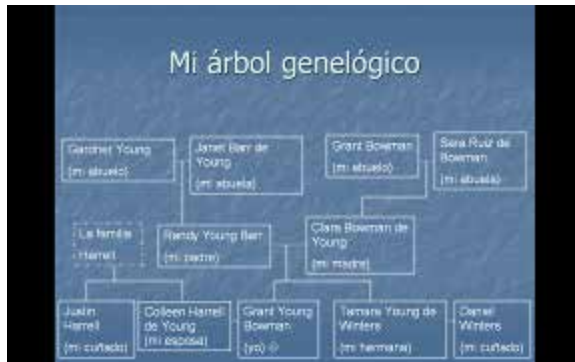 Mi árbol genelógico
Gardner Young
(mi abuelo)
Janet Barr de
Young
(mi abuela)
Grant Bowman
(mi abuelo)
Sara Ruiz de
Bowman
(mi abuela)
La familia
Harrell
Randy Young Barr
(mi padre)
Clara Bowman de
Young
(mi madre)
Justin
Harrell
(mi cuñado)
Colleen Harrell
de Young
(mi esposa)
Grant Young
Bowman
(yo)
Tamara Young de
Winters
(mi hermana)
Daniel
Winters
(mi cuñado)